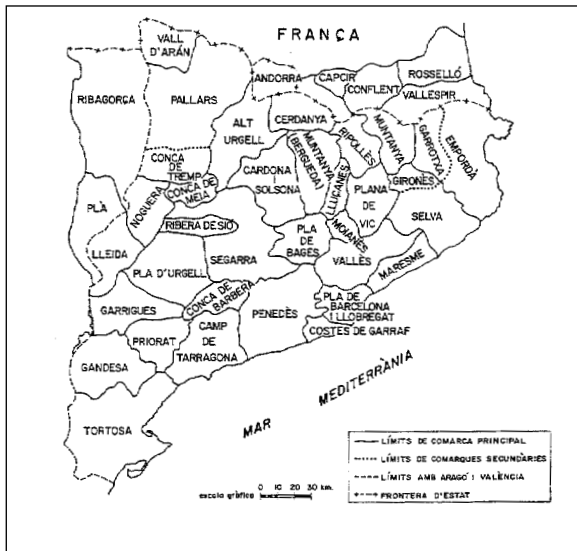 FRANÇA
VALL
D'ARÁN
ANDORRA
CAPCIR
CONFLENT
ROSSELLÓ
VALLESPIR
RIBAGORÇA
PALLARS
ALT
URGELL
CERDANYA
RIPOLLÈS
MUNTANYA
GARROTXA
EMPORDÀ
CONCA
DE
TREMP
CONCA DE
MEIÀ
CARDONA
I
SOLSONA
MUNTANYA
(BERGUEDÀ)
LLUÇANÈS
GIRONÈS
PLANA
DE
VIC
SELVA
PLÀ
LLEIDA
NOGUERA
RIBERA DE SIÓ
SEGARRA
PLA
DE
BAGES
MOIANÈS
VALLÈS
MARESME
PLA D'URGELL
GARRIGUES
CONCA DE
BARBERÀ
PENEDÈS
PLA DE
BARCELONA
I LLOBREGAT
COSTES DE GARRAF
PRIORAT
CAMP
DE
TARRAGONA
GANDESA
TORTOSA
MAR MEDITERRÀNIA
LÍMITS DE COMARCA PRINCIPAL
LÍMITS DE COMARQUES SECUNDÀRIES
LÍMITS AMB ARAGÓ I VALÈNCIA
FRONTERA D'ESTAT
escala gràfica 0 10 20 30 km.